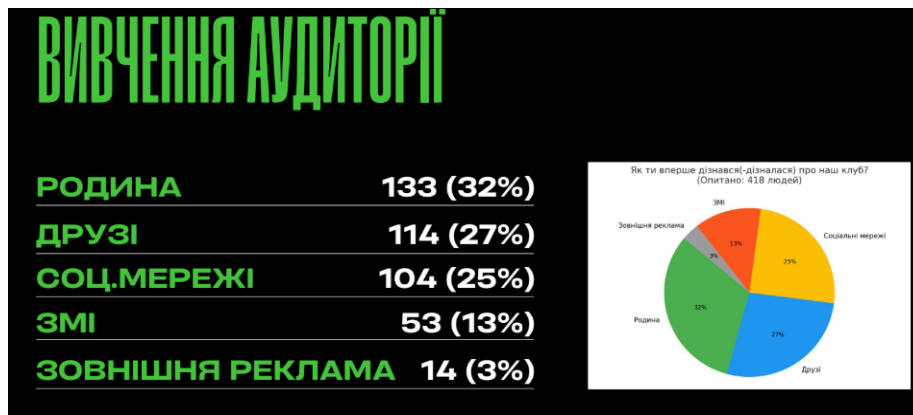 ВИВЧЕННЯ АУДИТОРІЇ
РОДИНА 133 (32%)
ДРУЗІ 114 (27%)
СОЦ.МЕРЕЖІ 104 (25%)
ЗМІ 53 (13%)
ЗОВНІШНЯ РЕКЛАМА 14 (3%)
Як ти вперше дізнався(-дізналася) про наш клуб?
(Опитано: 418 людей)
ЗМІ
Зовнішня реклама
Соціальні мережі
13%
3%
25%
32%
Родина
27%
Друзі